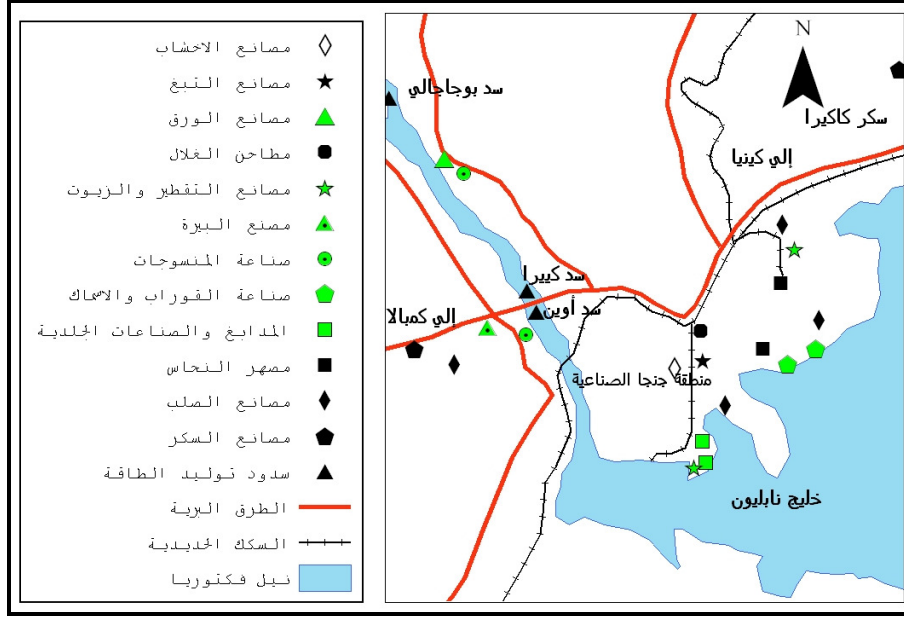 مصانع الاخشاب
مصانع التبغ
مصانع الورق
مطاحن الغلال
مصانع التقطير والزيوت
مصنع البيرة
صناعة المنسوجات
صناعة القوراب والاسماك
المدابغ والصناعات الجلدية
مصهر النحاس
مصانع الصلب
مصانع السكر
سدود توليد الطاقة
الطرق البرية
السكك الحديدية
نيل فكتوريا
N
سد بوجاجالي
سكر كاكيرا
إلي كينيا
سد كييرا
سد أوين
إلي كمبالا
منطقة جنجا الصناعية
خليج نابليون